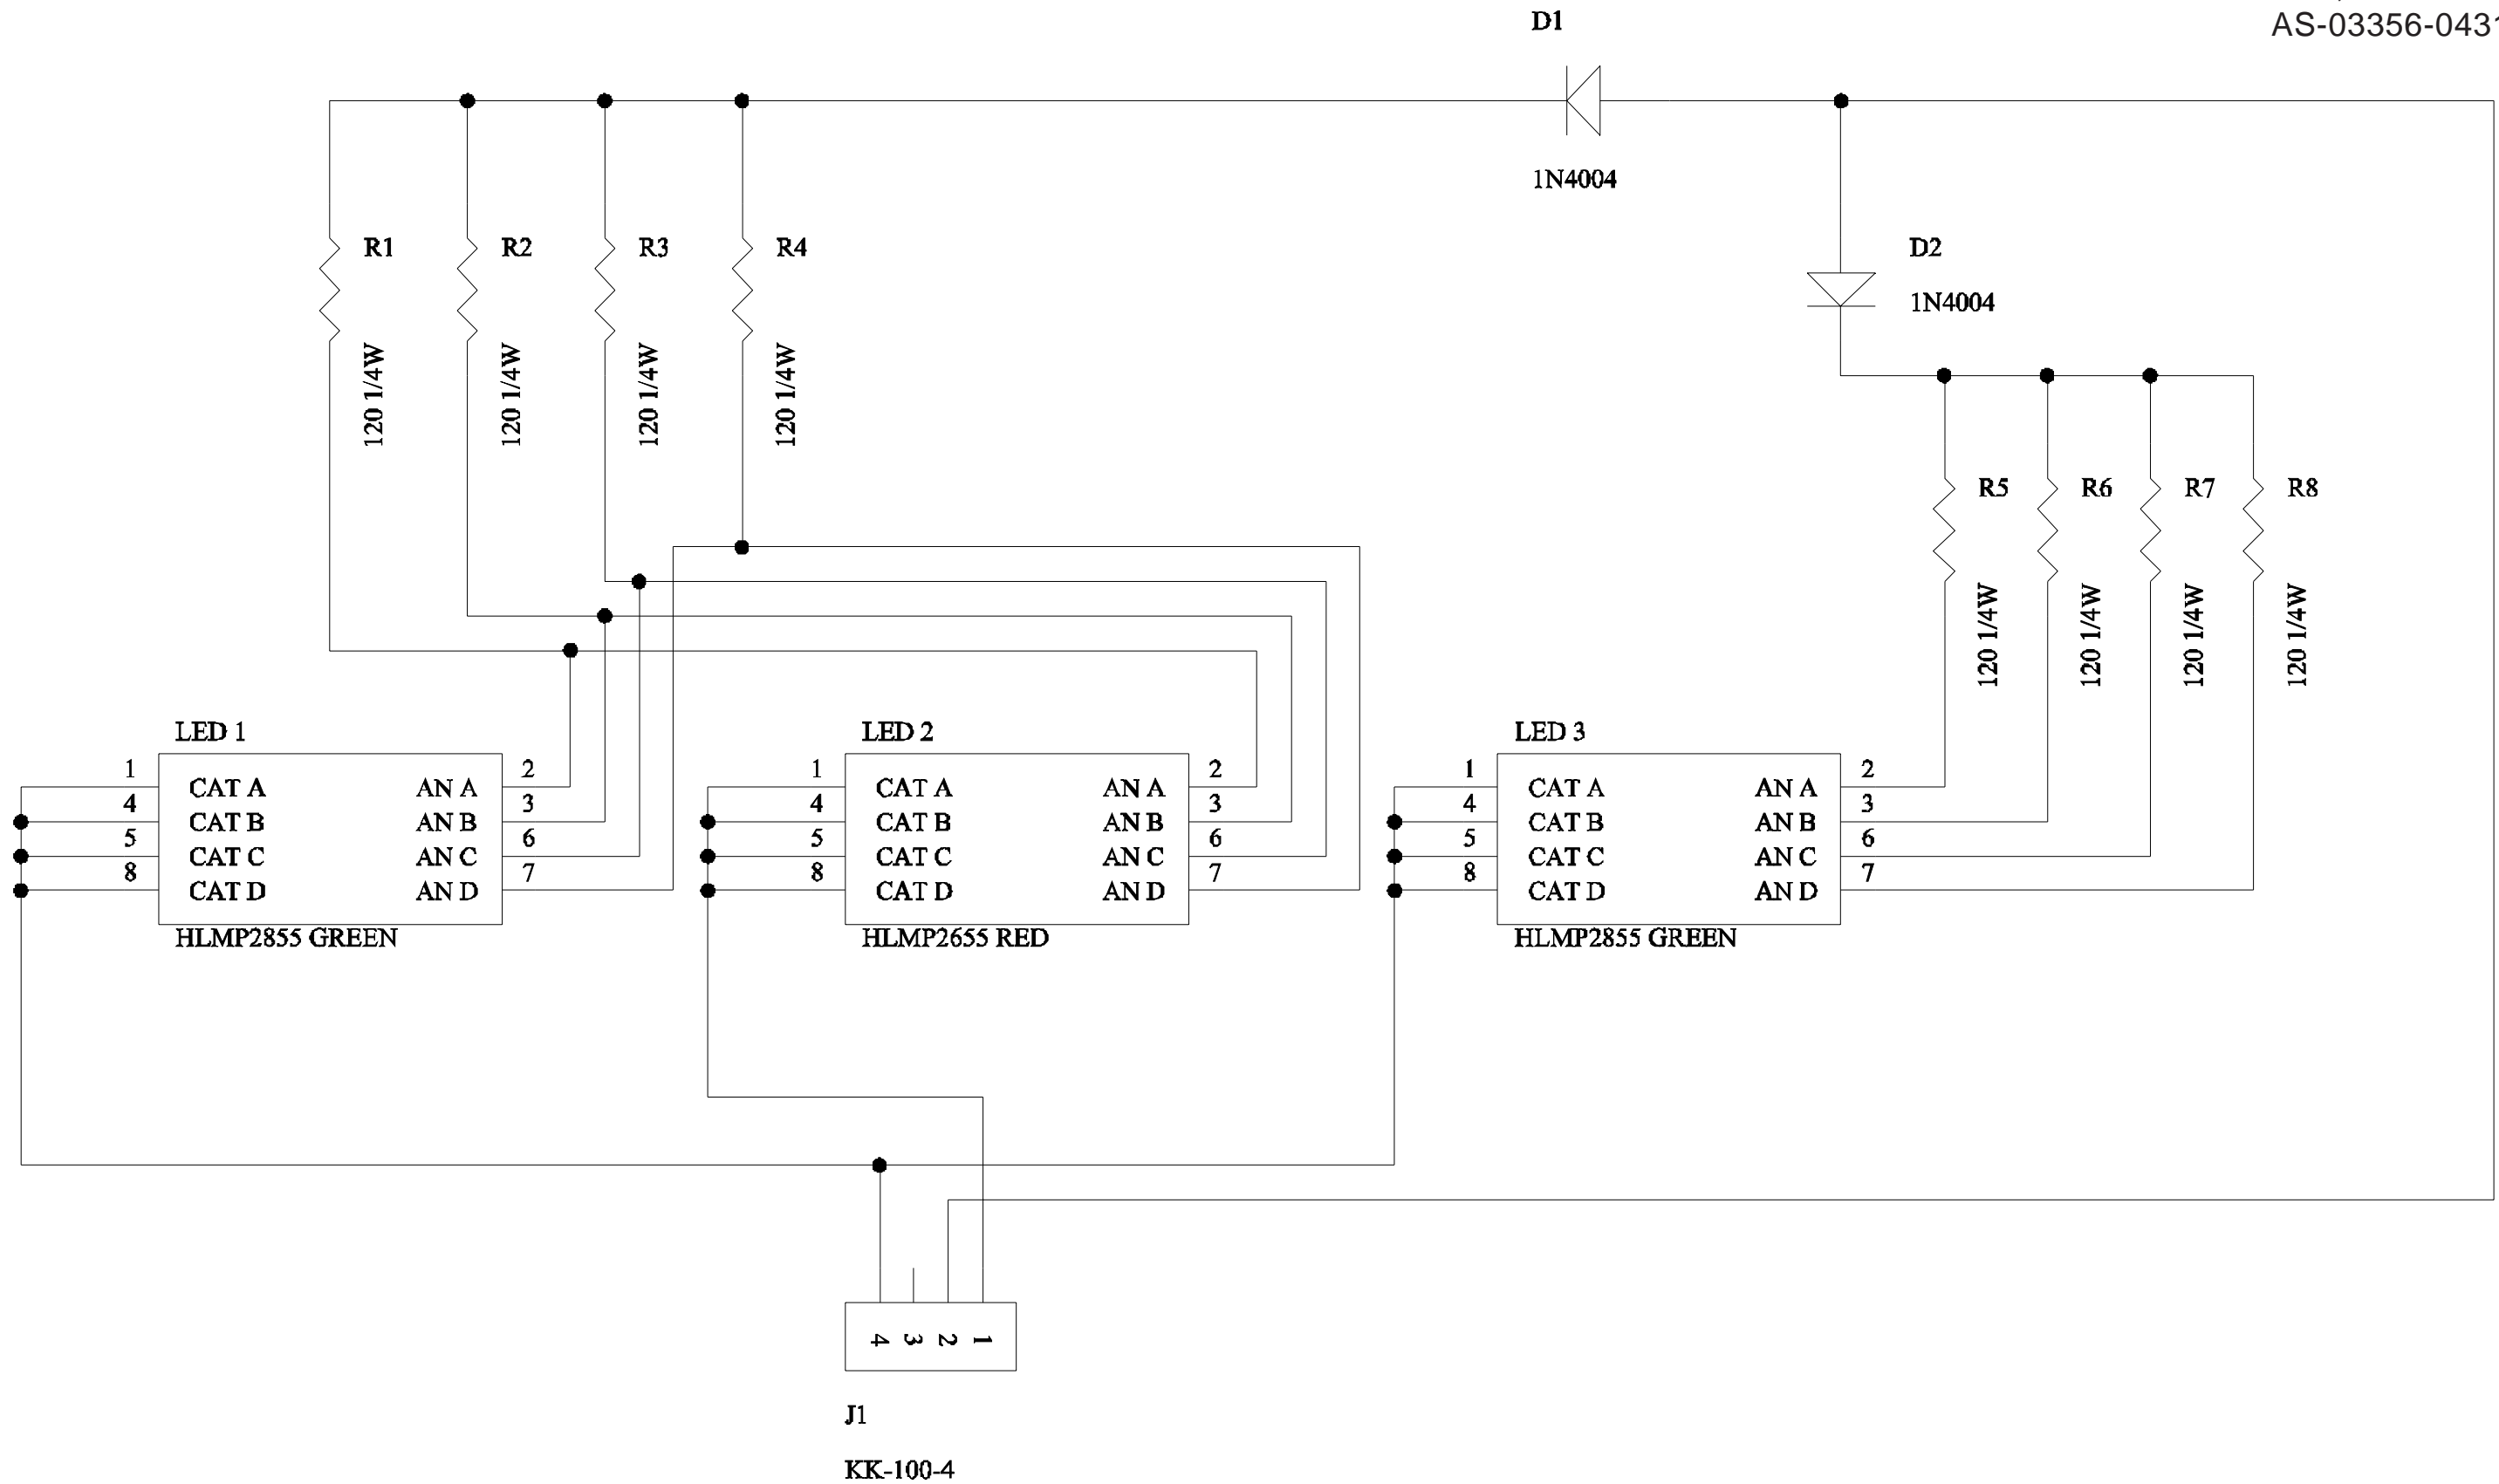 AS-03356-0431
D1
1N4004
R1
R2
R3
R4
D2
1N4004
120 1/4W
120 1/4W
120 1/4W
120 1/4W
R5
R6
R7
R8
120 1/4W
120 1/4W
120 1/4W
120 1/4W
LED 1
1 CAT A AN A 2
4 CAT B AN B 3
5 CAT C AN C 6
8 CAT D AN D 7
HLMP2855 GREEN
LED 2
1 CAT A AN A 2
4 CAT B AN B 3
5 CAT C AN C 6
8 CAT D AN D 7
HLMP2655 RED
LED 3
1 CAT A AN A 2
4 CAT B AN B 3
5 CAT C AN C 6
8 CAT D AN D 7
HLMP2855 GREEN
4 3 2 1
J1
KK-100-4